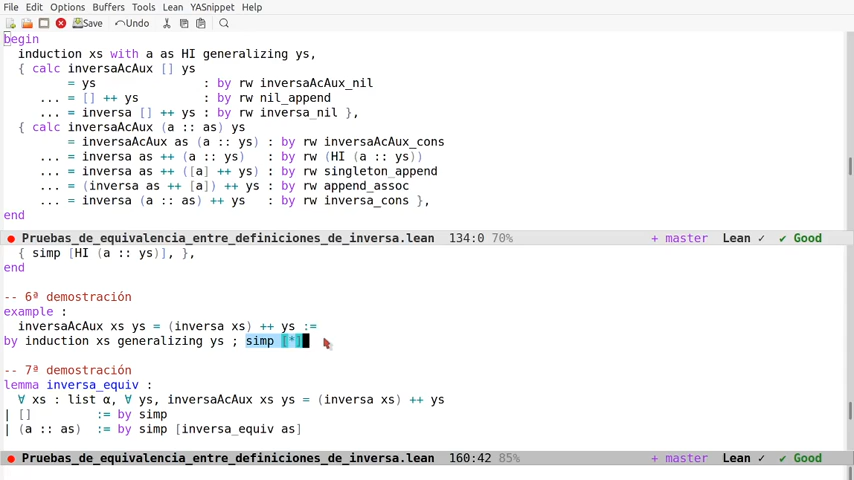 File Edit Options Buffers Tools Lean YASnippet Help
Save Undo
begin
  induction xs with a as HI generalizing ys,
  { calc inversaAcAux [] ys
         = ys                  : by rw inversaAcAux_nil
     ... = [] ++ ys            : by rw nil_append
     ... = inversa [] ++ ys : by rw inversa_nil },
  { calc inversaAcAux (a :: as) ys
         = inversaAcAux as (a :: ys) : by rw inversaAcAux_cons
     ... = inversa as ++ (a :: ys)   : by rw (HI (a :: ys))
     ... = inversa as ++ ([a] ++ ys) : by rw singleton_append
     ... = (inversa as ++ [a]) ++ ys : by rw append_assoc
     ... = inversa (a :: as) ++ ys   : by rw inversa_cons },
end
Pruebas_de_equivalencia_entre_definiciones_de_inversa.lean 134:0 70% + master Lean ✓ ✔ Good
  { simp [HI (a :: ys)], },
end
-- 6ª demostración
example :
  inversaAcAux xs ys = (inversa xs) ++ ys :=
by induction xs generalizing ys ; simp [*]
-- 7ª demostración
lemma inversa_equiv :
  ∀ xs : list α, ∀ ys, inversaAcAux xs ys = (inversa xs) ++ ys
| []         := by simp
| (a :: as)  := by simp [inversa_equiv as]
Pruebas_de_equivalencia_entre_definiciones_de_inversa.lean 160:42 85% + master Lean ✓ ✔ Good